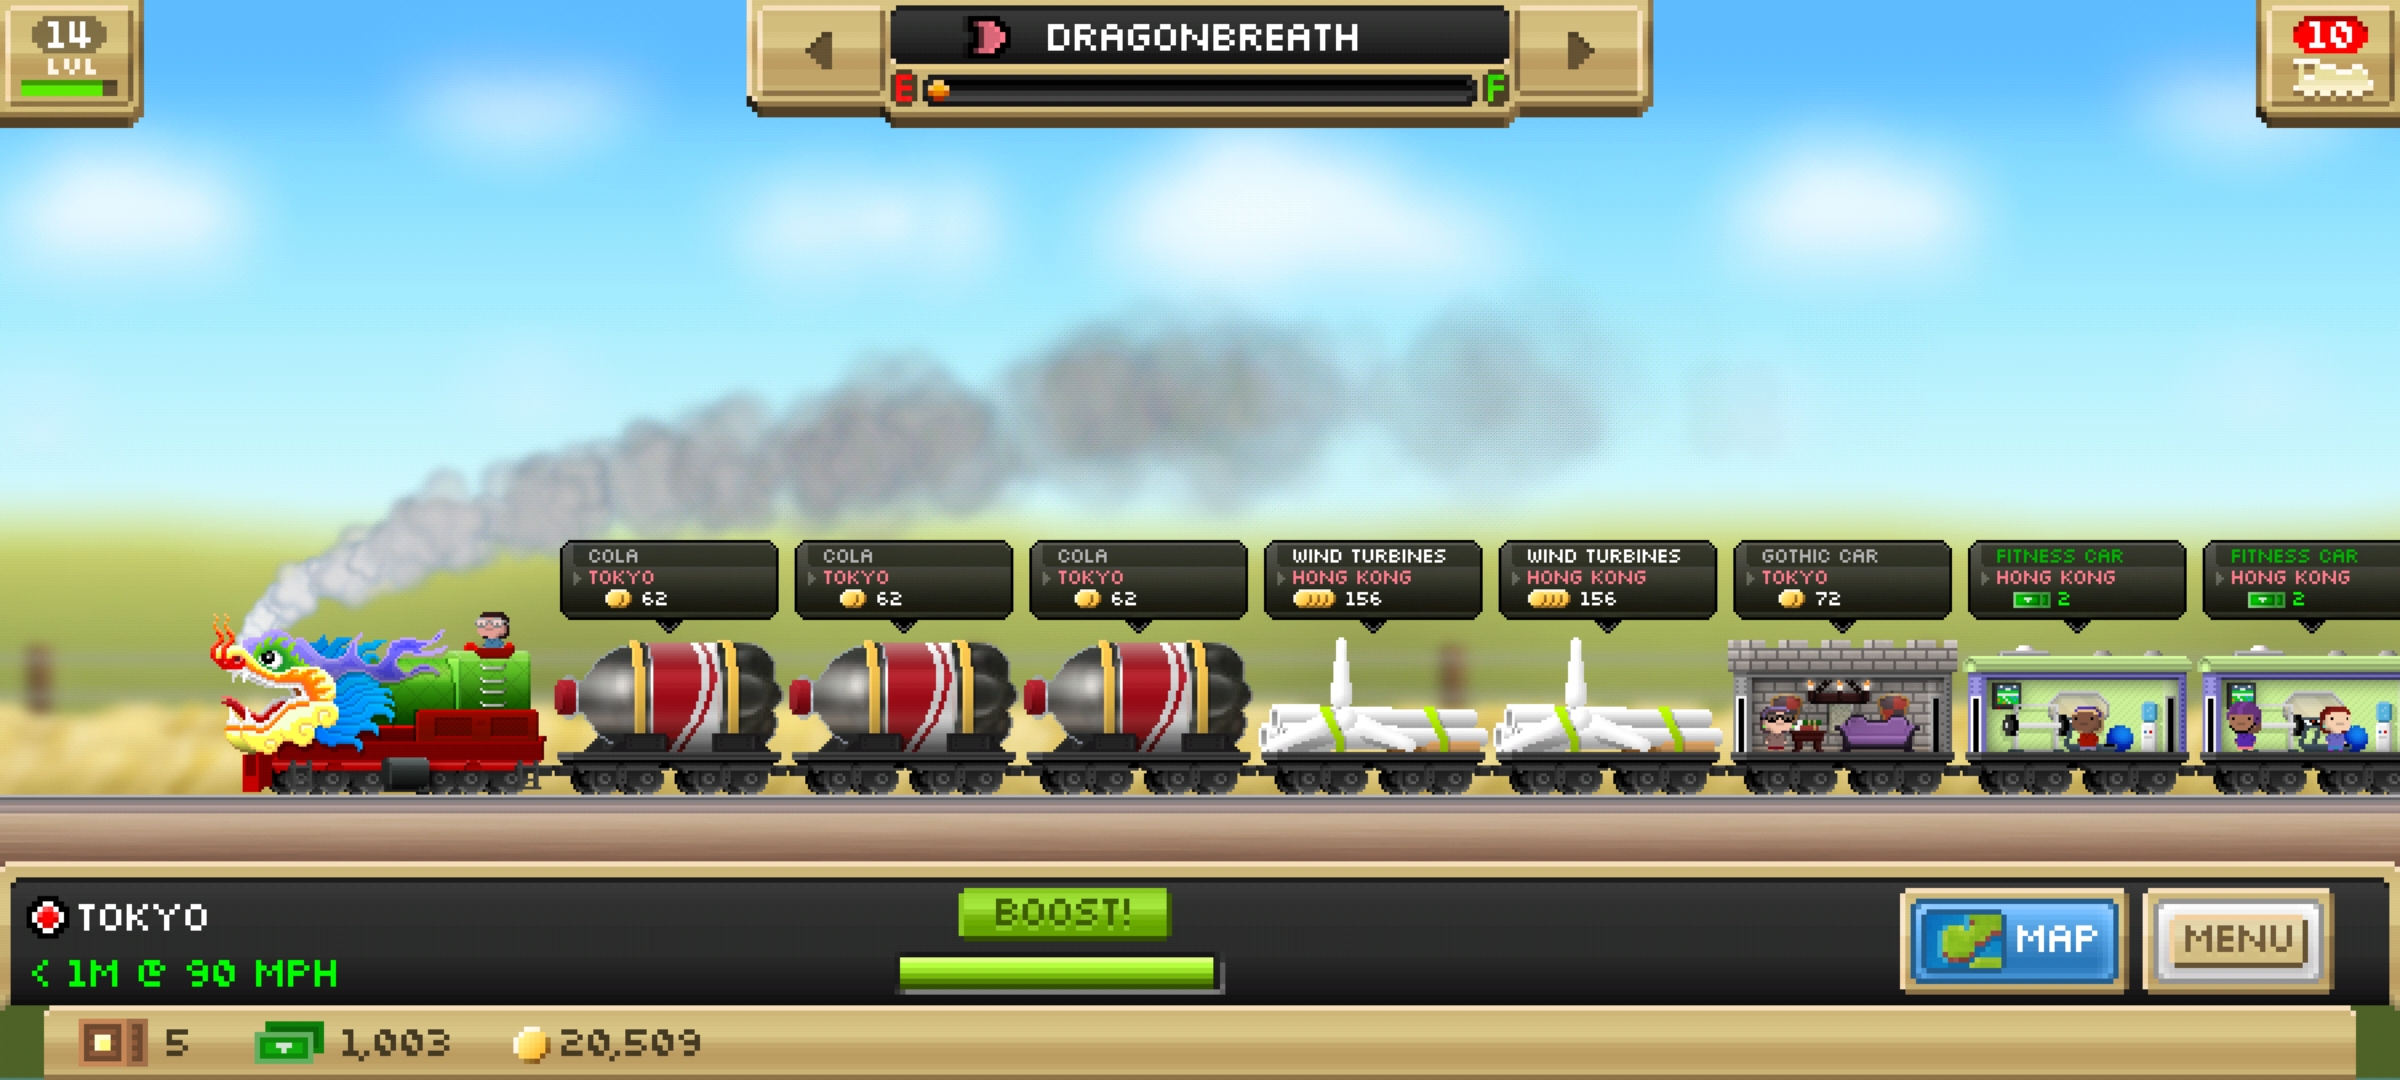 14
LVL
DRAGONBREATH
E F
10
COLA
TOKYO
62
COLA
TOKYO
62
COLA
TOKYO
62
WIND TURBINES
HONG KONG
156
WIND TURBINES
HONG KONG
156
GOTHIC CAR
TOKYO
72
FITNESS CAR
HONG KONG
2
FITNESS CAR
HONG KONG
2
TOKYO
< 1M @ 90 MPH
BOOST!
MAP
MENU
5 1,003 20,509